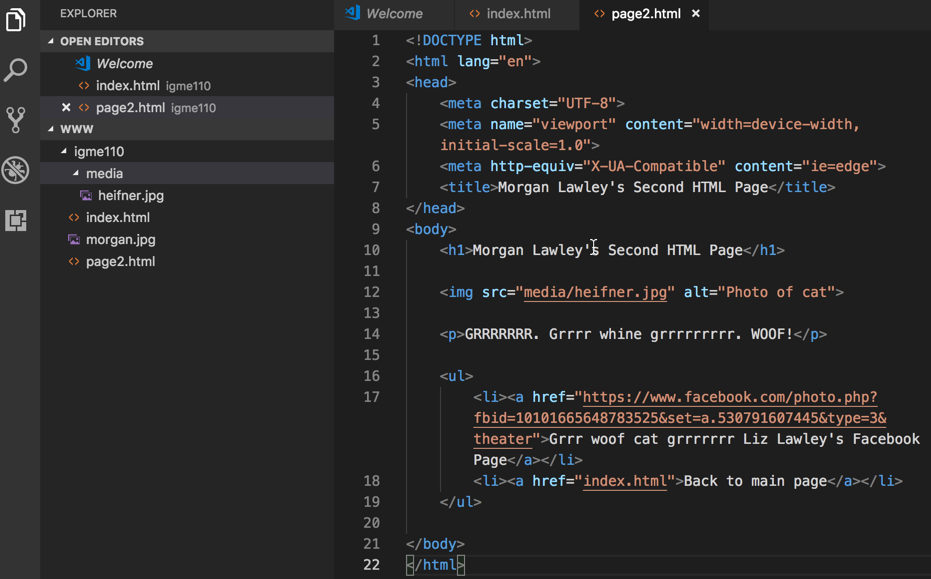 EXPLORER
OPEN EDITORS
Welcome
index.html igme110
page2.html igme110
WWW
igme110
media
heifner.jpg
index.html
morgan.jpg
page2.html
Welcome
index.html
page2.html
1 <!DOCTYPE html>
2 <html lang="en">
3 <head>
4 <meta charset="UTF-8">
5 <meta name="viewport" content="width=device-width,
initial-scale=1.0">
6 <meta http-equiv="X-UA-Compatible" content="ie=edge">
7 <title>Morgan Lawley's Second HTML Page</title>
8 </head>
9 <body>
10 <h1>Morgan Lawley's Second HTML Page</h1>
11
12 <img src="media/heifner.jpg" alt="Photo of cat">
13
14 <p>GRRRRRRR. Grrrr whine grrrrrrrr. WOOF!</p>
15
16 <ul>
17 <li><a href="https://www.facebook.com/photo.php?
fbid=10101665648783525&set=a.530791607445&type=3&
theater">Grrr woof cat grrrrrrr Liz Lawley's Facebook
Page</a></li>
18 <li><a href="index.html">Back to main page</a></li>
19 </ul>
20
21 </body>
22 </html>